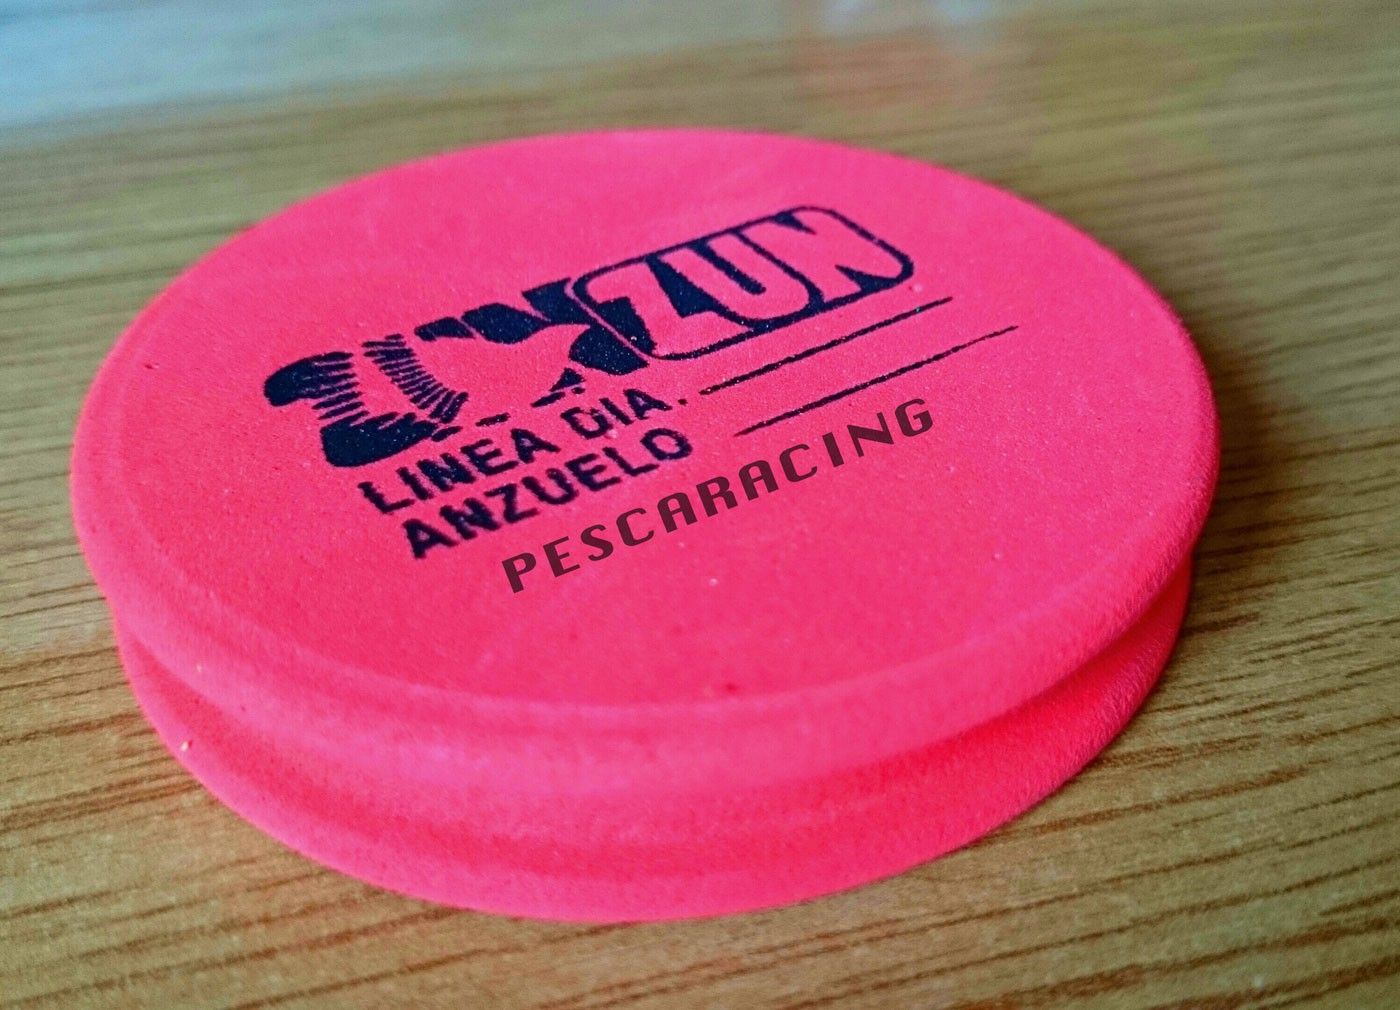 ZUN
LINEA DIA.
ANZUELO
PESCARACING